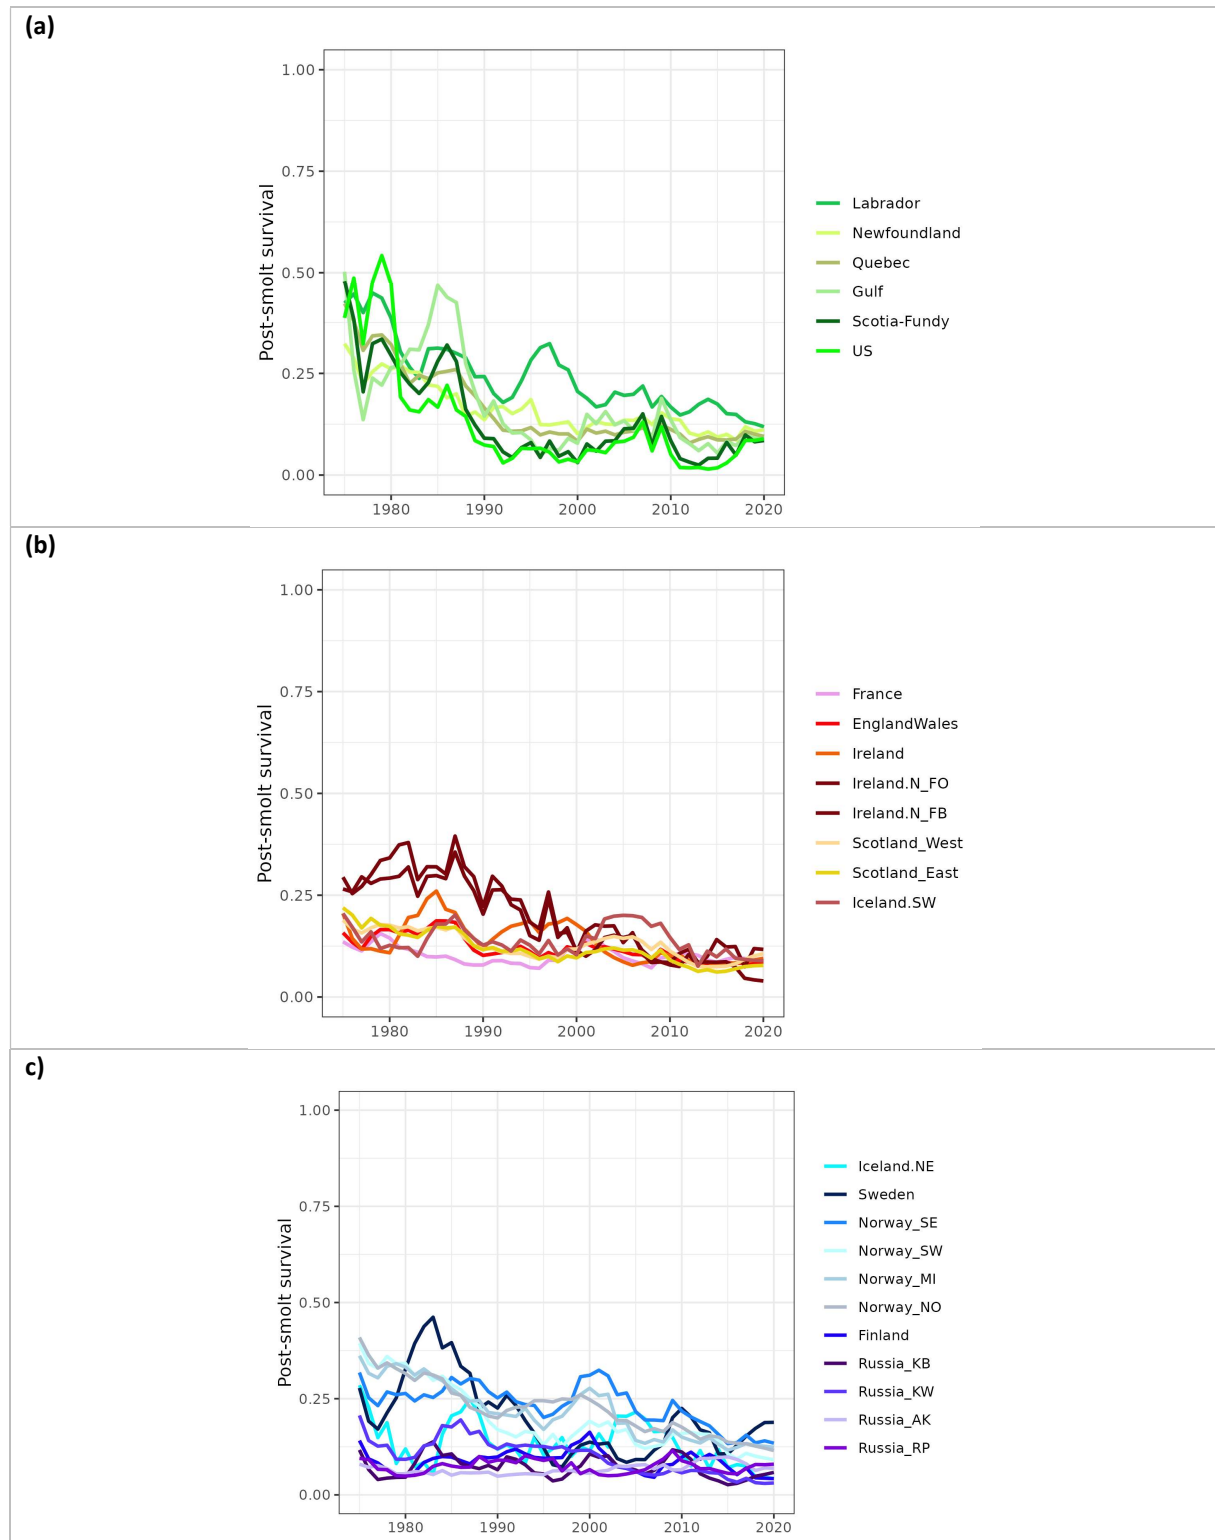 (a)
1.00
0.75
0.50
0.25
0.00
Post-smolt survival
1980 1990 2000 2010 2020
Labrador
Newfoundland
Quebec
Gulf
Scotia-Fundy
US
(b)
1.00
0.75
0.50
0.25
0.00
Post-smolt survival
1980 1990 2000 2010 2020
France
EnglandWales
Ireland
Ireland.N_FO
Ireland.N_FB
Scotland_West
Scotland_East
Iceland.SW
c)
1.00
0.75
0.50
0.25
0.00
Post-smolt survival
1980 1990 2000 2010 2020
Iceland.NE
Sweden
Norway_SE
Norway_SW
Norway_MI
Norway_NO
Finland
Russia_KB
Russia_KW
Russia_AK
Russia_RP